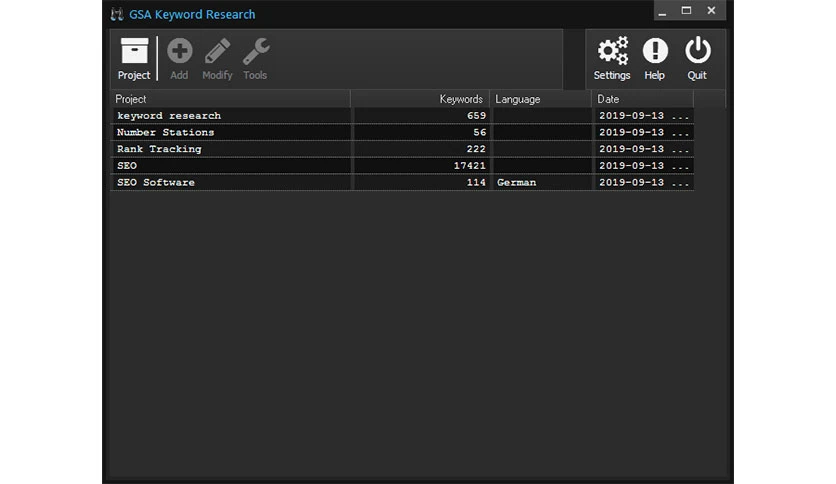 GSA Keyword Research
Project Add Modify Tools Settings Help Quit
Project Keywords Language Date
keyword research 659 2019-09-13 ...
Number Stations 56 2019-09-13 ...
Rank Tracking 222 2019-09-13 ...
SEO 17421 2019-09-13 ...
SEO Software 114 German 2019-09-13 ...